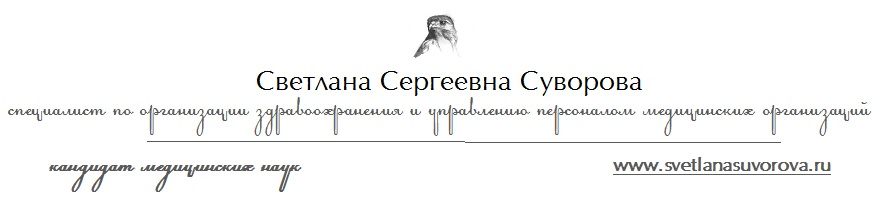 Светлана Сергеевна Суворова
специалист по организации здравоохранения и управлению персоналом медицинских организаций
кандидат медицинских наук
www.svetlanasuvorova.ru